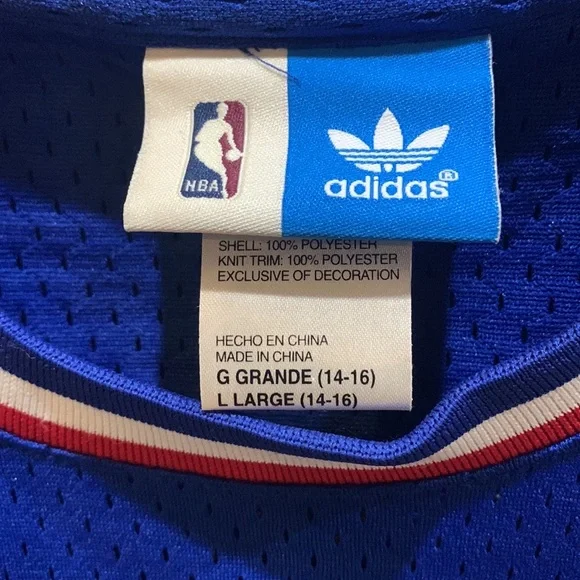 NBA
adidas
SHELL: 100% POLYESTER
KNIT TRIM: 100% POLYESTER
EXCLUSIVE OF DECORATION
HECHO EN CHINA
MADE IN CHINA
G GRANDE (14-16)
L LARGE (14-16)